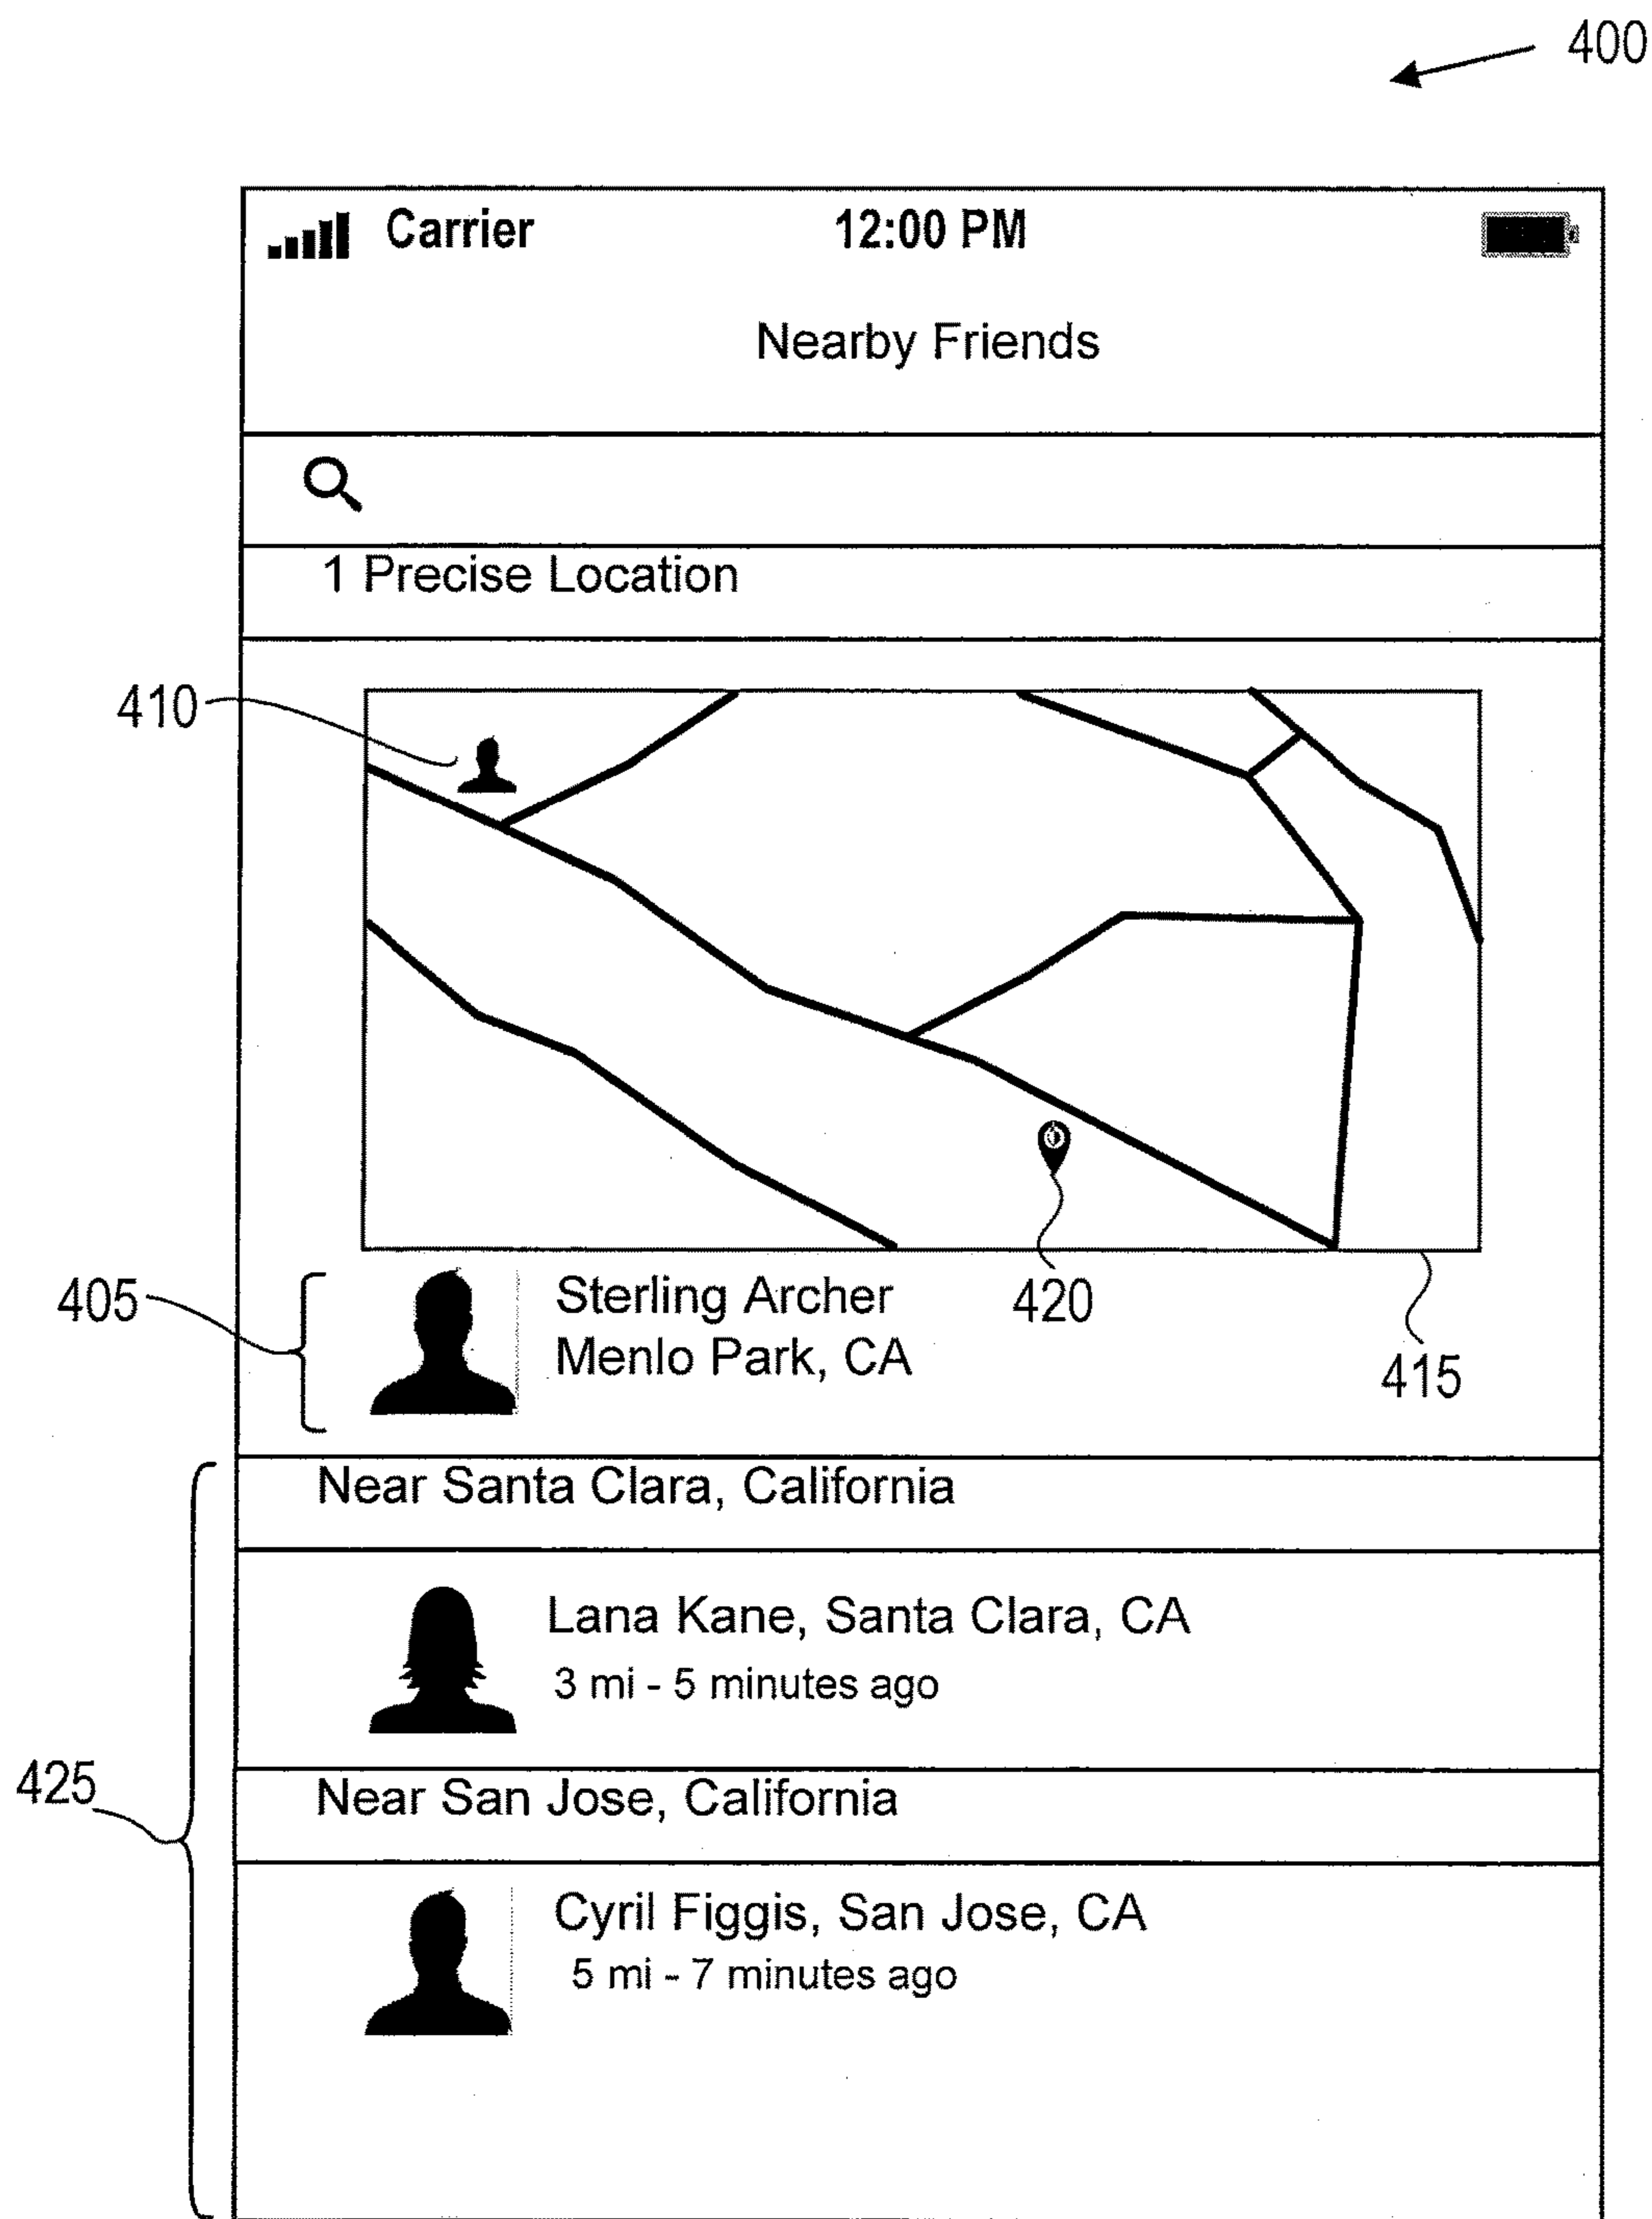 400
Carrier 12:00 PM
Nearby Friends
1 Precise Location
410
420
415
405
Sterling Archer
Menlo Park, CA
Near Santa Clara, California
Lana Kane, Santa Clara, CA
3 mi - 5 minutes ago
425
Near San Jose, California
Cyril Figgis, San Jose, CA
5 mi - 7 minutes ago